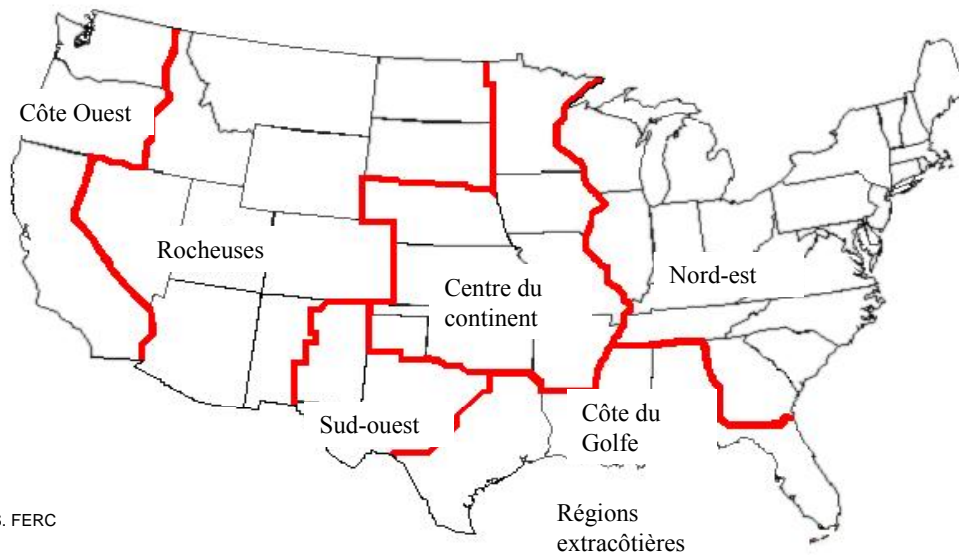 Côte Ouest
Rocheuses
Centre du
continent
Nord-est
Sud-ouest
Côte du
Golfe
Régions
extracôtières
. FERC